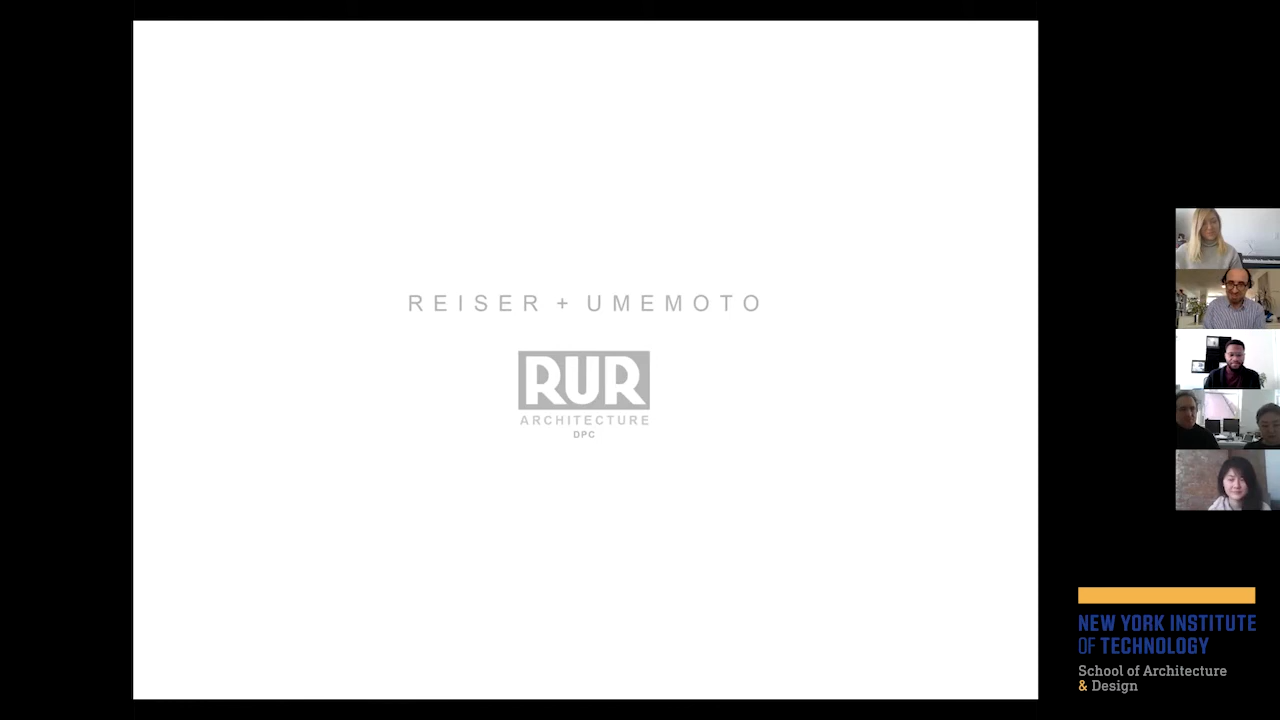 REISER + UMEMOTO
RUR
ARCHITECTURE
DPC
NEW YORK INSTITUTE
OF TECHNOLOGY
School of Architecture
& Design